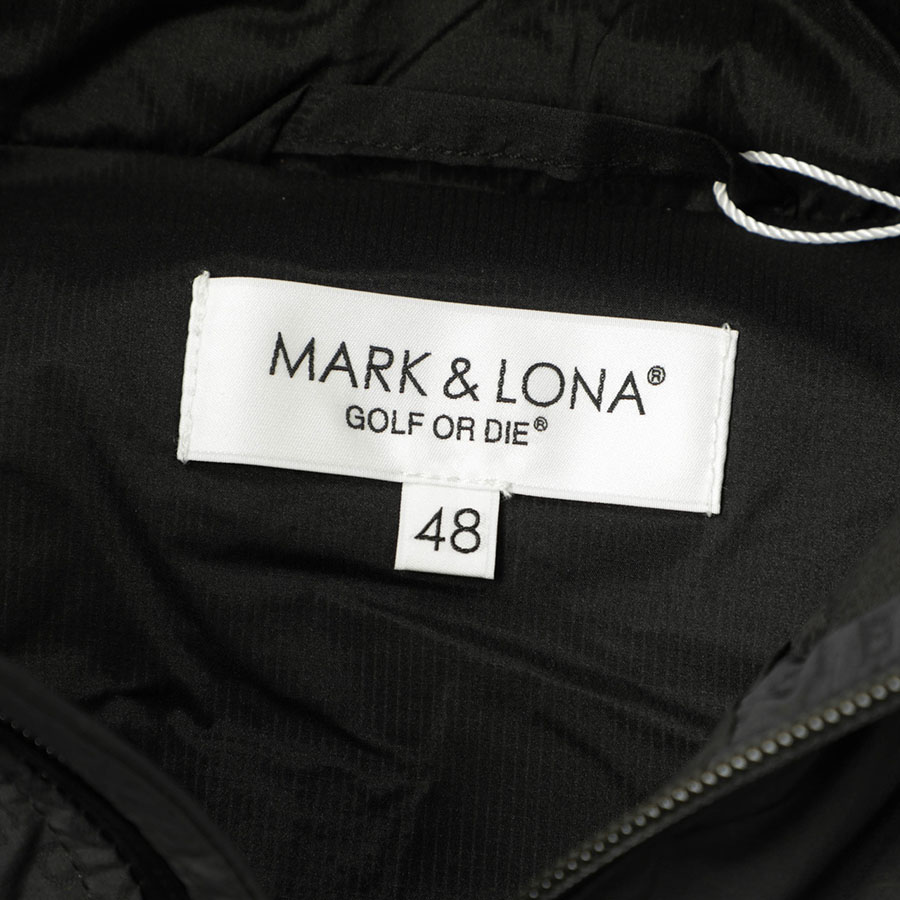 MARK & LONA®
GOLF OR DIE®
48